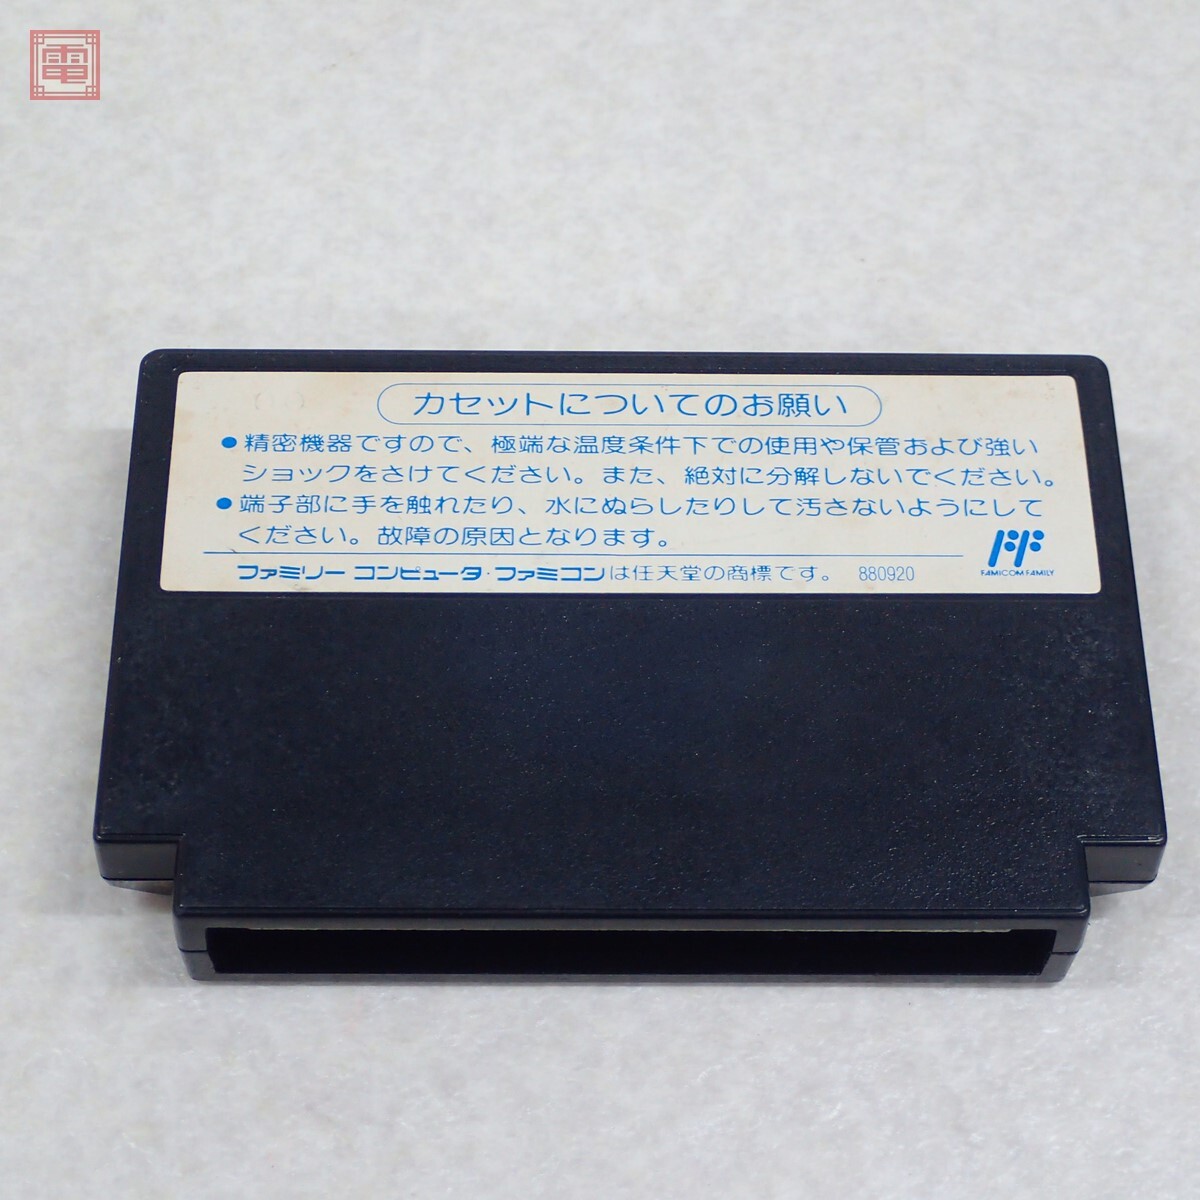 電
カセットについてのお願い
●精密機器ですので、極端な温度条件下での使用や保管および強い
ショックをさけてください。また、絶対に分解しないでください。
●端子部に手を触れたり、水にぬらしたりして汚さないようにして
ください。故障の原因となります。
FAMICOM FAMILY
ファミリーコンピュータ・ファミコンは任天堂の商標です。 880920